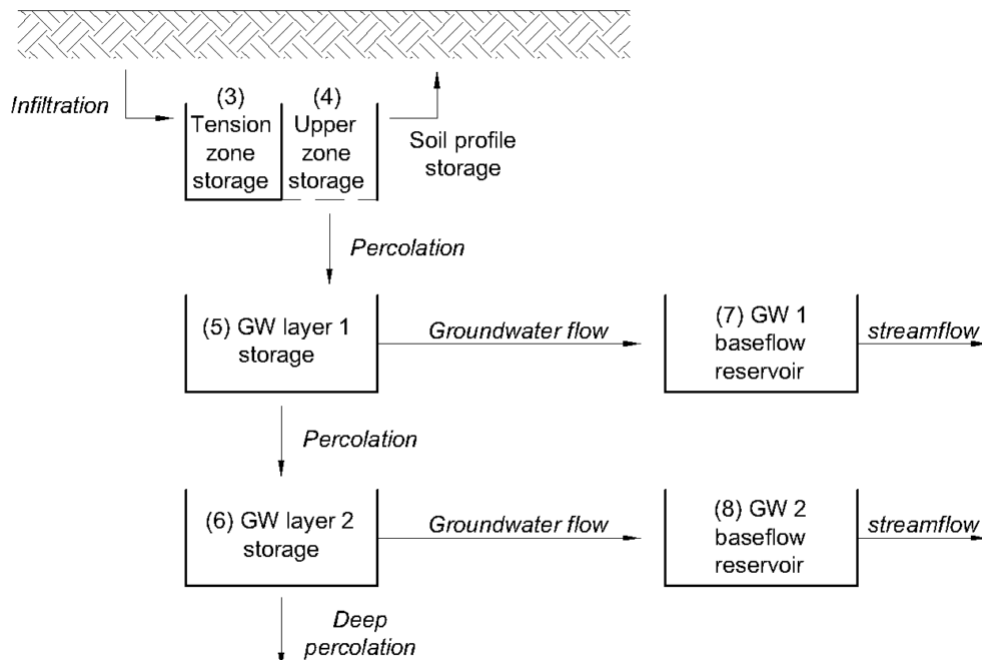 Infiltration
(3)
Tension
zone
storage
(4)
Upper
zone
storage
Soil profile
storage
Percolation
(5) GW layer 1
storage
Groundwater flow
(7) GW 1
baseflow
reservoir
streamflow
Percolation
(6) GW layer 2
storage
Groundwater flow
(8) GW 2
baseflow
reservoir
streamflow
Deep
percolation